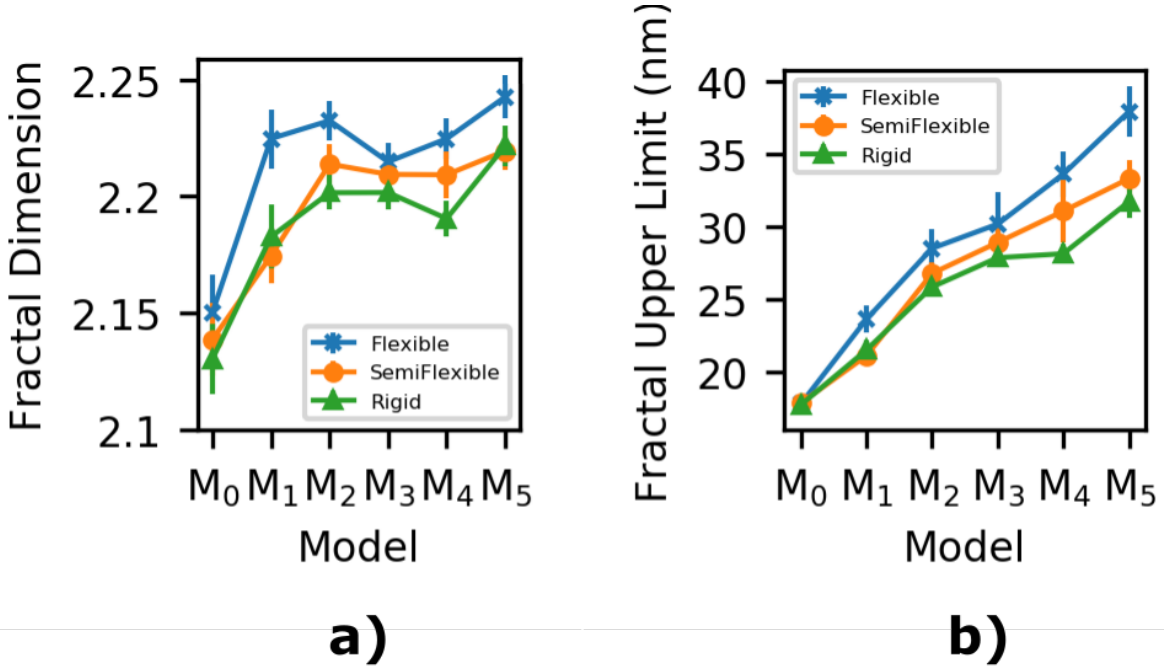 Fractal Dimension
2.25
2.2
2.15
2.1
Flexible
SemiFlexible
Rigid
M₀ M₁ M₂ M₃ M₄ M₅
Model
a)
Fractal Upper Limit (nm)
40
35
30
25
20
Flexible
SemiFlexible
Rigid
M₀ M₁ M₂ M₃ M₄ M₅
Model
b)